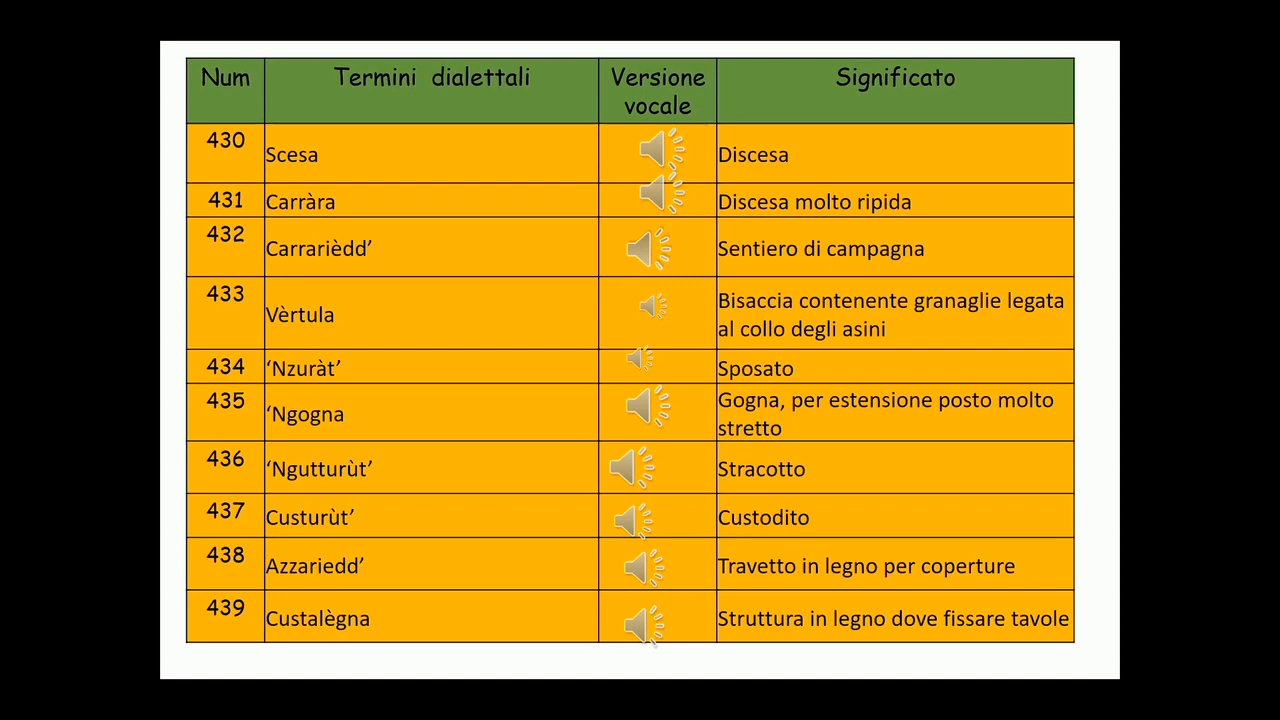 Num Termini dialettali Versione vocale Significato
430 Scesa Discesa
431 Carràra Discesa molto ripida
432 Carrarièdd’ Sentiero di campagna
433 Vèrtula Bisaccia contenente granaglie legata
al collo degli asini
434 ‘Nzuràt’ Sposato
435 ‘Ngogna Gogna, per estensione posto molto
stretto
436 ‘Ngutturùt’ Stracotto
437 Custurùt’ Custodito
438 Azzariedd’ Travetto in legno per coperture
439 Custalègna Struttura in legno dove fissare tavole